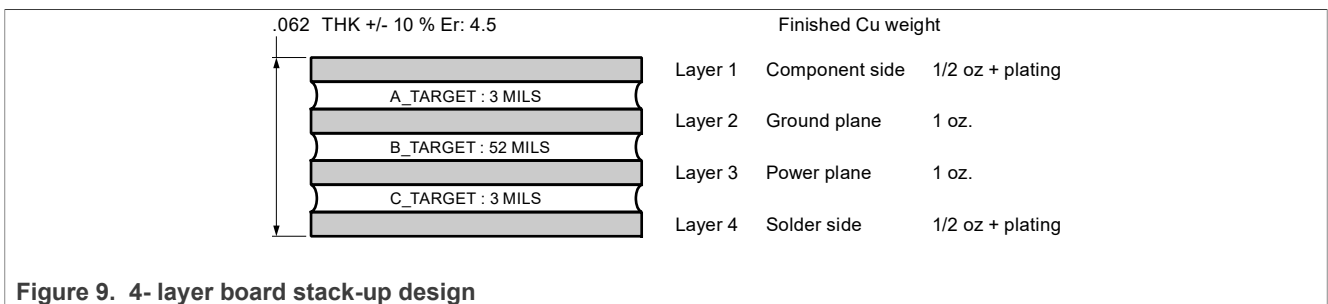 .062 THK +/- 10 % Er: 4.5 Finished Cu weight
Layer 1 Component side 1/2 oz + plating
A_TARGET : 3 MILS
Layer 2 Ground plane 1 oz.
B_TARGET : 52 MILS
Layer 3 Power plane 1 oz.
C_TARGET : 3 MILS
Layer 4 Solder side 1/2 oz + plating
Figure 9. 4- layer board stack-up design